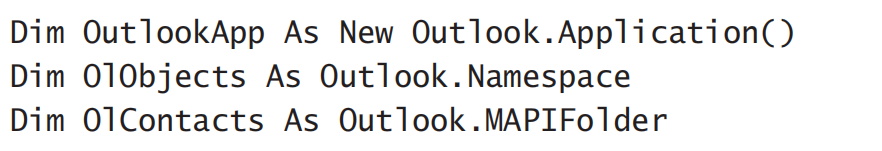 Dim OutlookApp As New Outlook.Application()
Dim OlObjects As Outlook.Namespace
Dim OlContacts As Outlook.MAPIFolder